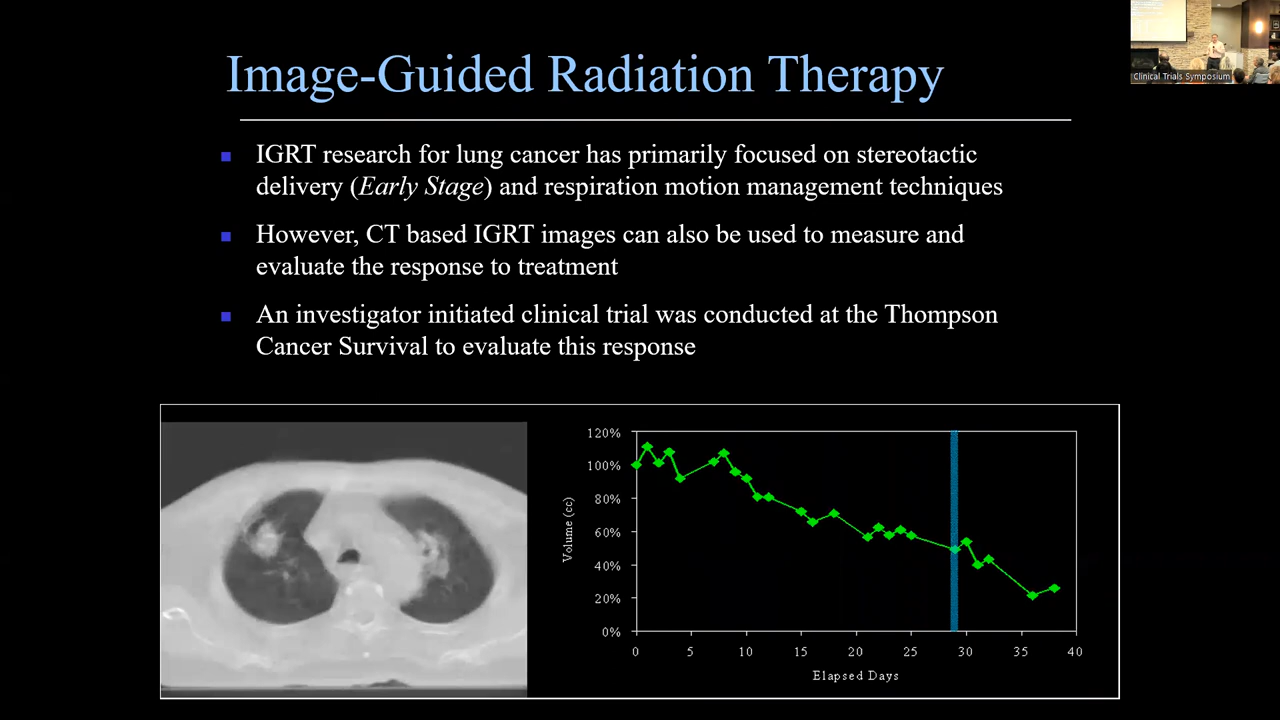 Image-Guided Radiation Therapy
Clinical Trials Symposium
IGRT research for lung cancer has primarily focused on stereotactic
delivery (Early Stage) and respiration motion management techniques
However, CT based IGRT images can also be used to measure and
evaluate the response to treatment
An investigator initiated clinical trial was conducted at the Thompson
Cancer Survival to evaluate this response
120%
100%
80%
60%
40%
20%
0%
Volume (cc)
0 5 10 15 20 25 30 35 40
Elapsed Days